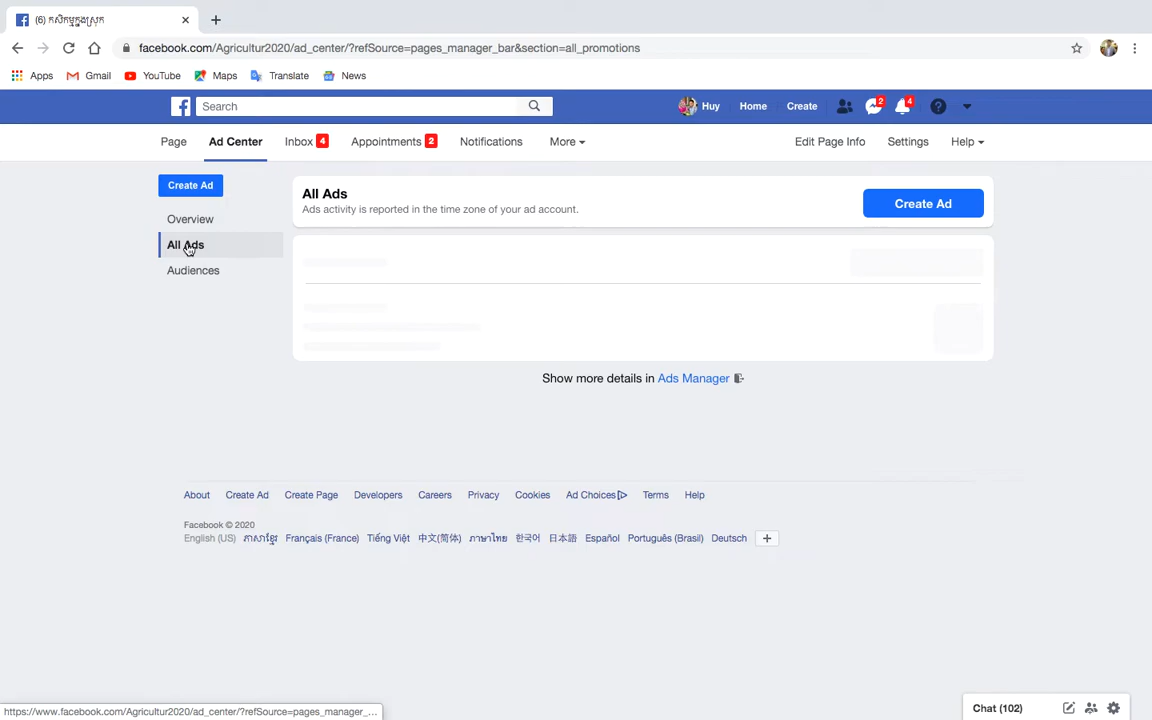 (6) កសិកម្មក្នុងស្រុក
facebook.com/Agricultur2020/ad_center/?refSource=pages_manager_bar&section=all_promotions
Apps Gmail YouTube Maps Translate News
Search Huy Home Create 2 4
Page Ad Center Inbox 4 Appointments 2 Notifications More Edit Page Info Settings Help
Create Ad
Overview
All Ads
Audiences
All Ads
Ads activity is reported in the time zone of your ad account.
Create Ad
Show more details in Ads Manager
About Create Ad Create Page Developers Careers Privacy Cookies Ad Choices Terms Help
Facebook © 2020
English (US) ភាសាខ្មែរ Français (France) Tiếng Việt 中文(简体) ภาษาไทย 한국어 日本語 Español Português (Brasil) Deutsch
https://www.facebook.com/Agricultur2020/ad_center/?refSource=pages_manager_...
Chat (102)